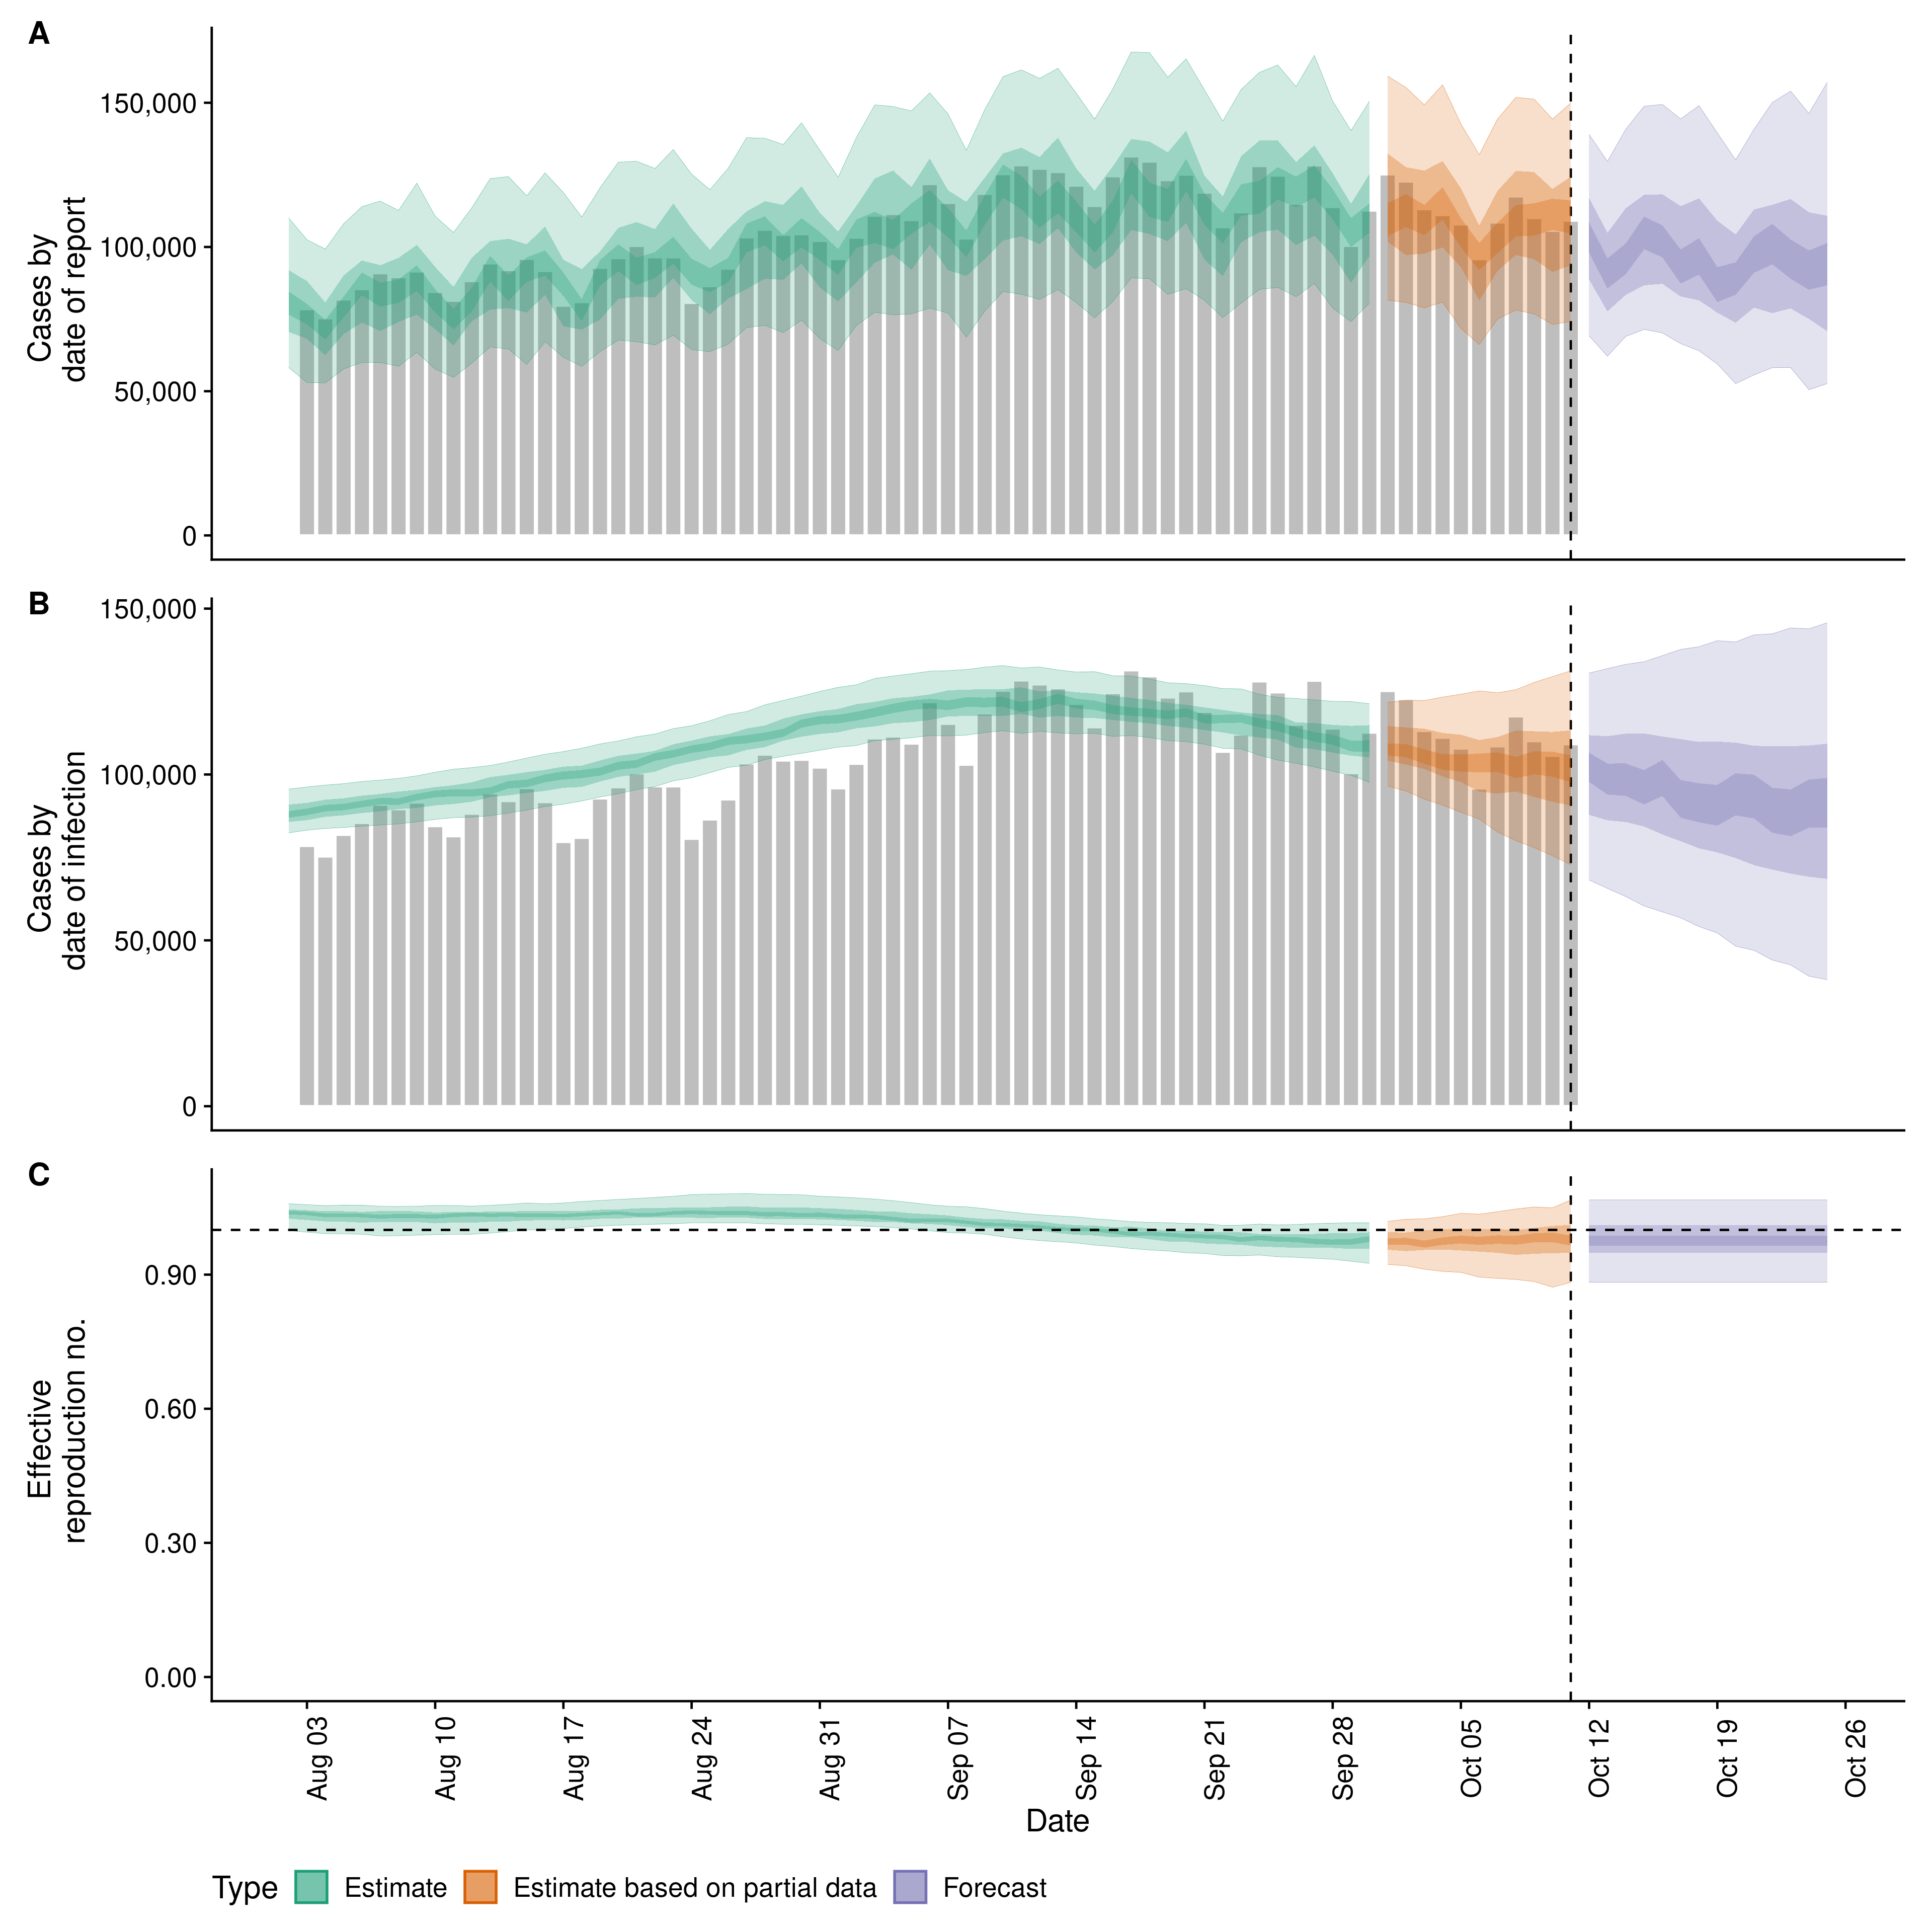 A
150,000
100,000
50,000
0
Cases by
date of report
B
150,000
100,000
50,000
0
Cases by
date of infection
C
0.90
0.60
0.30
0.00
Effective
reproduction no.
Aug 03
Aug 10
Aug 17
Aug 24
Aug 31
Sep 07
Sep 14
Sep 21
Sep 28
Oct 05
Oct 12
Oct 19
Oct 26
Date
Type Estimate Estimate based on partial data Forecast